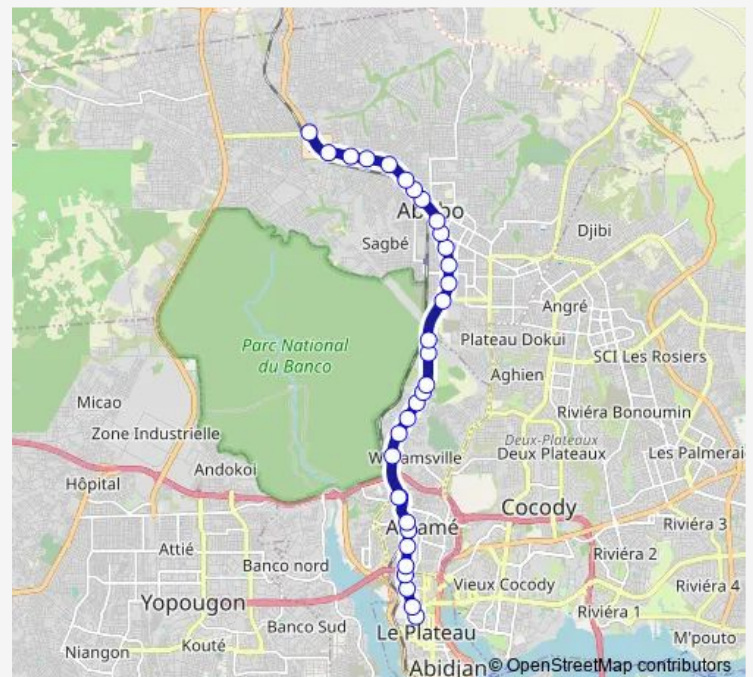 Abobo
Djibi
Sagbé
Angré
Parc National
du Banco
Plateau Dokui
SCI Les Rosiers
Aghien
Micao
Riviéra Bonoumin
Zone Industrielle
Deux-Plateaux
Deux Plateaux
Les Palmerai
Williamsville
Andokoi
Hôpital
Cocody
Adjamé
Riviéra 3
Attié
Riviéra 2
Banco nord
Vieux Cocody
Riviéra 4
Yopougon
Riviéra 1
Banco Sud
Le Plateau
M'pouto
Niangon
Kouté
Abidjan
© OpenStreetMap contributors